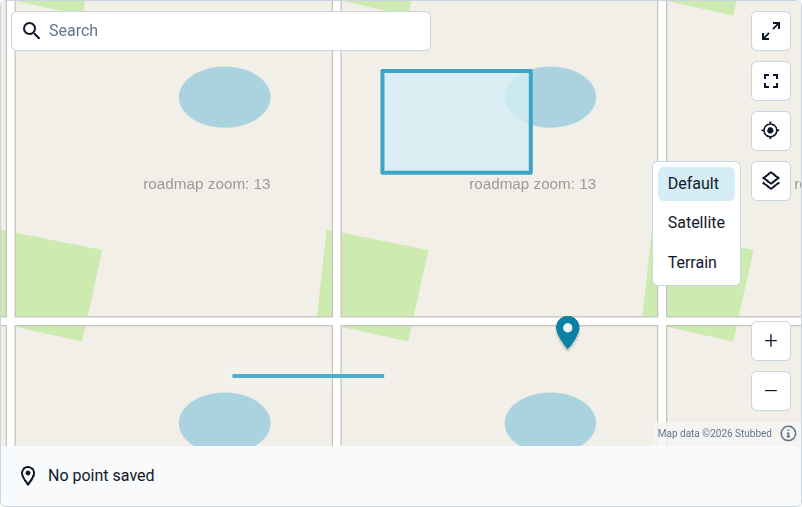 Search
roadmap zoom: 13
roadmap zoom: 13
Default
Satellite
Terrain
Map data ©2026 Stubbed
No point saved